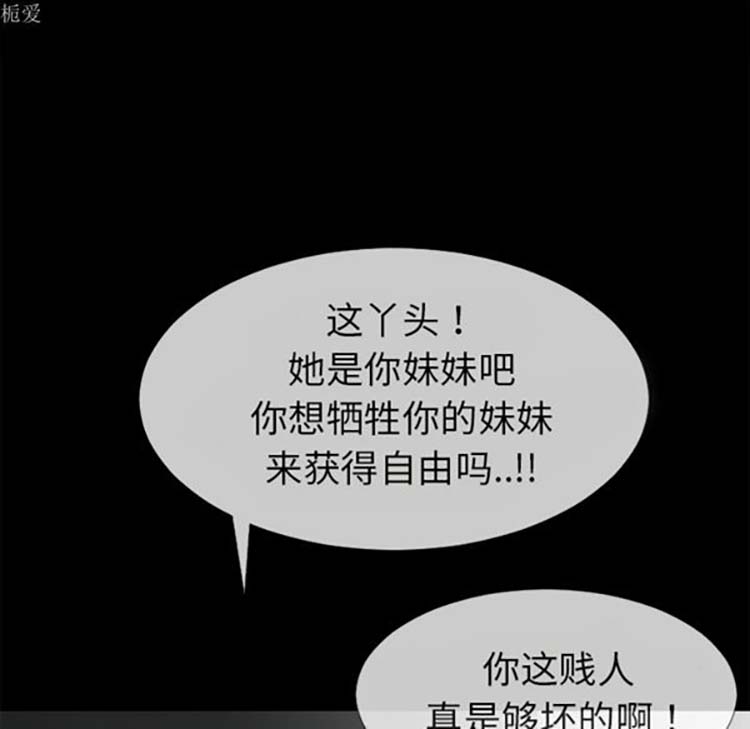 栀爱
这丫头！
她是你妹妹吧
你想牺牲你的妹妹
来获得自由吗..!!
你这贱人
真是够坏的啊！